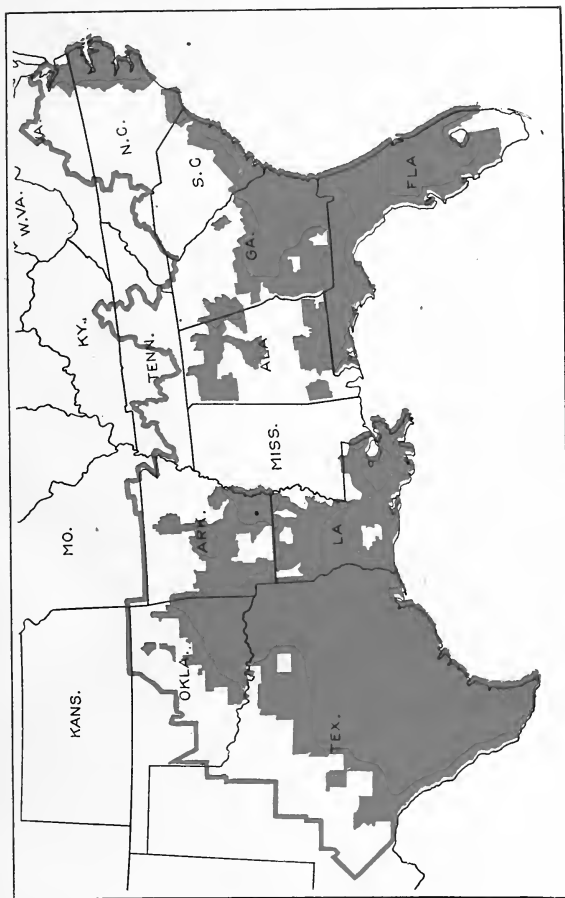 W.VA.
KY.
N.C.
TENN.
S.C
MO.
KANS.
MISS.
ALA
GA.
FLA
ARK.
OKLA.
LA
TEX.